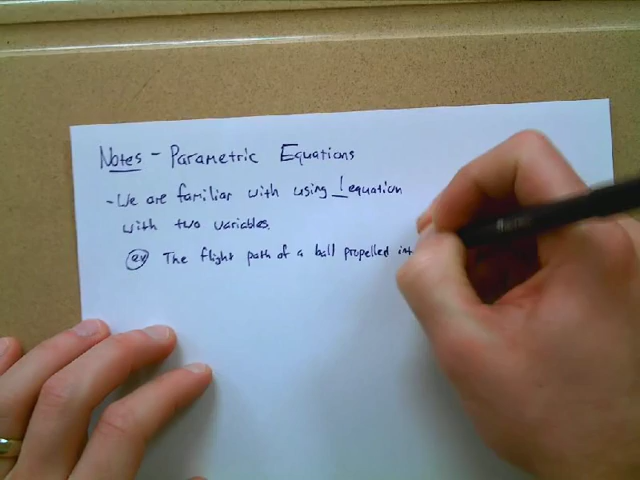 Notes - Parametric Equations
- We are familiar with using 1 equation
with two variables.
ex The flight path of a ball propelled int